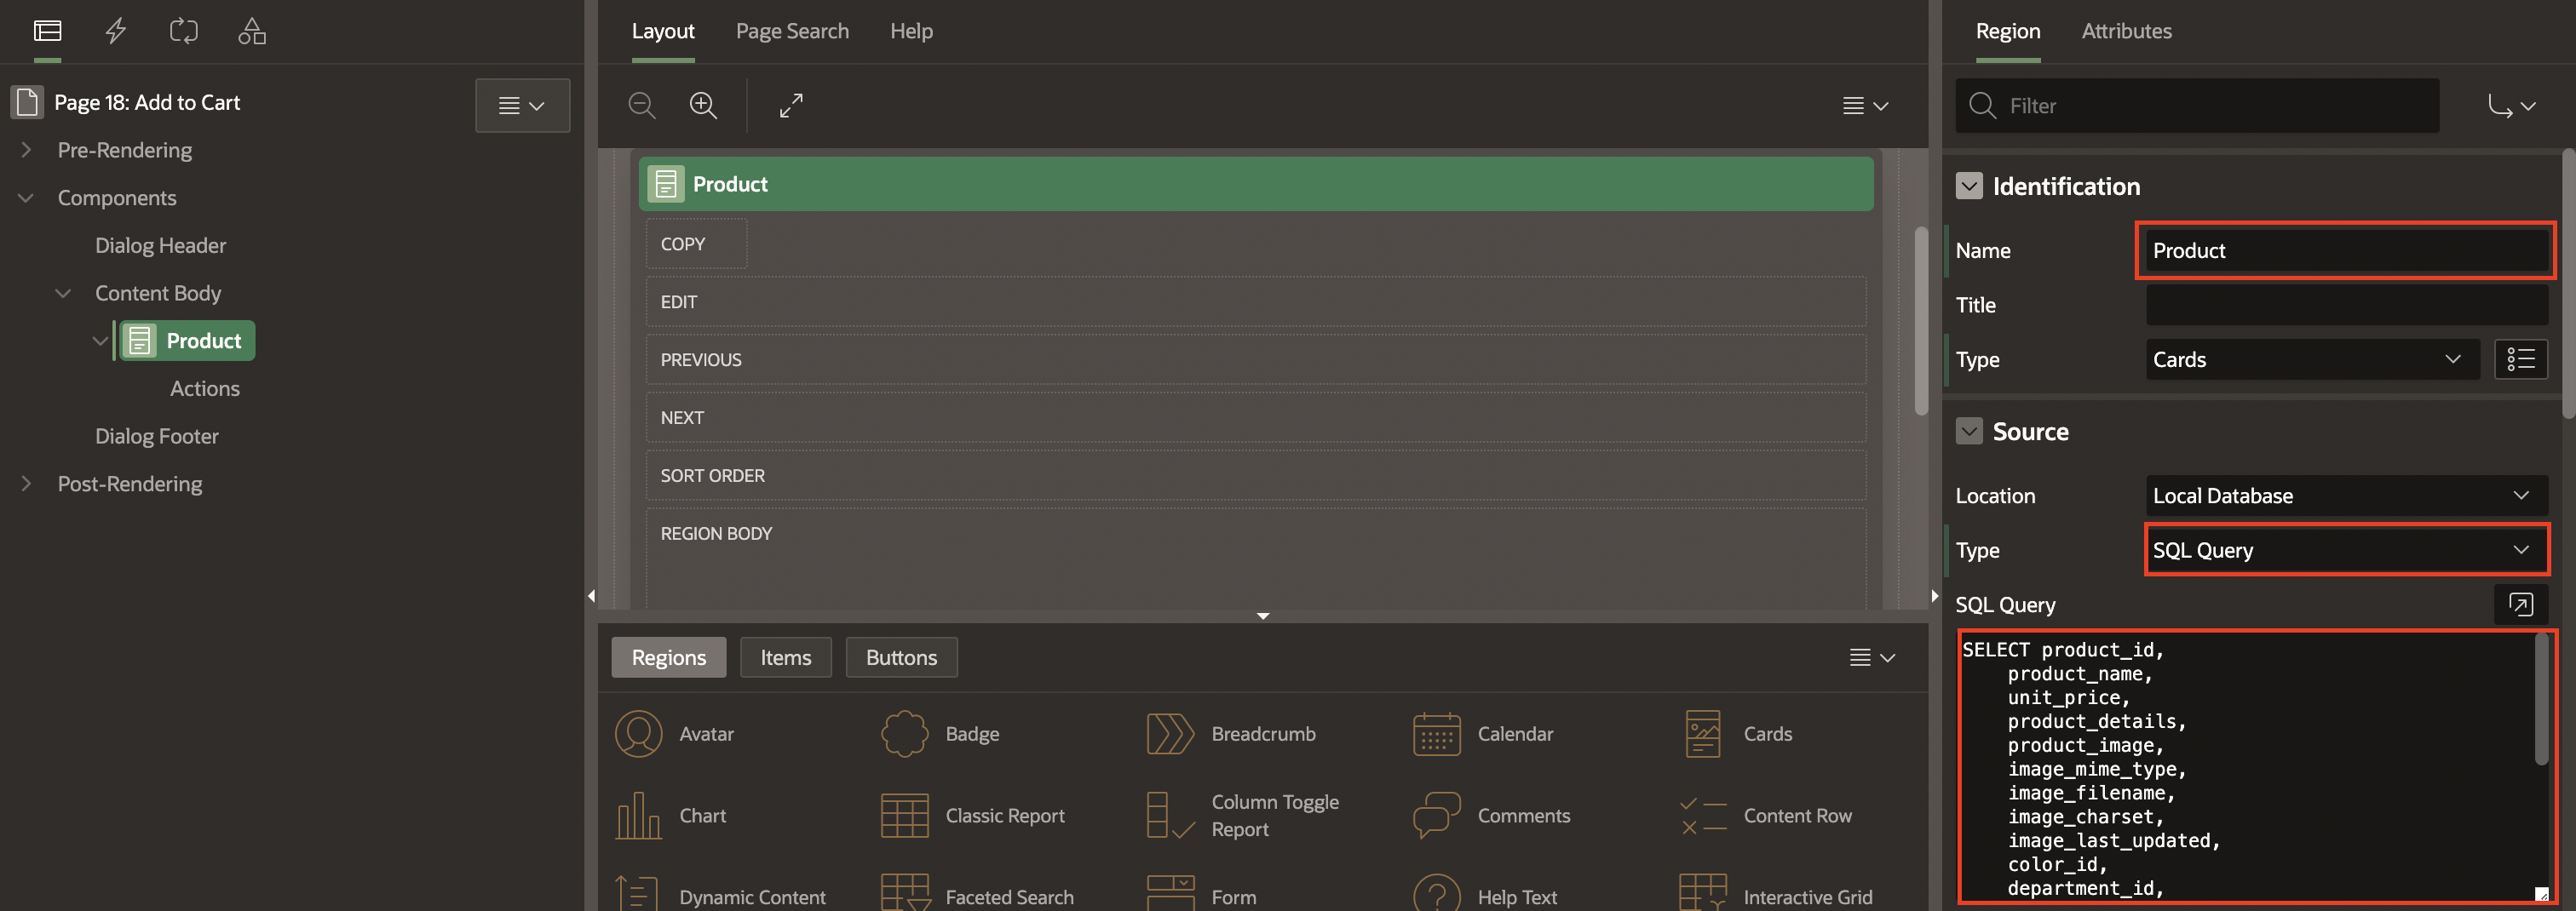 Page 18: Add to Cart
Pre-Rendering
Components
Dialog Header
Content Body
Product
Actions
Dialog Footer
Post-Rendering
Layout
Page Search
Help
Product
COPY
EDIT
PREVIOUS
NEXT
SORT ORDER
REGION BODY
Regions
Items
Buttons
Avatar
Badge
Breadcrumb
Calendar
Cards
Chart
Classic Report
Column Toggle
Report
Comments
Content Row
Dynamic Content
Faceted Search
Form
Help Text
Interactive Grid
Region
Attributes
Filter
Identification
Name
Product
Title
Type
Cards
Source
Location
Local Database
Type
SQL Query
SQL Query
SELECT product_id,
product_name,
unit_price,
product_details,
product_image,
image_mime_type,
image_filename,
image_charset,
image_last_updated,
color_id,
department_id,